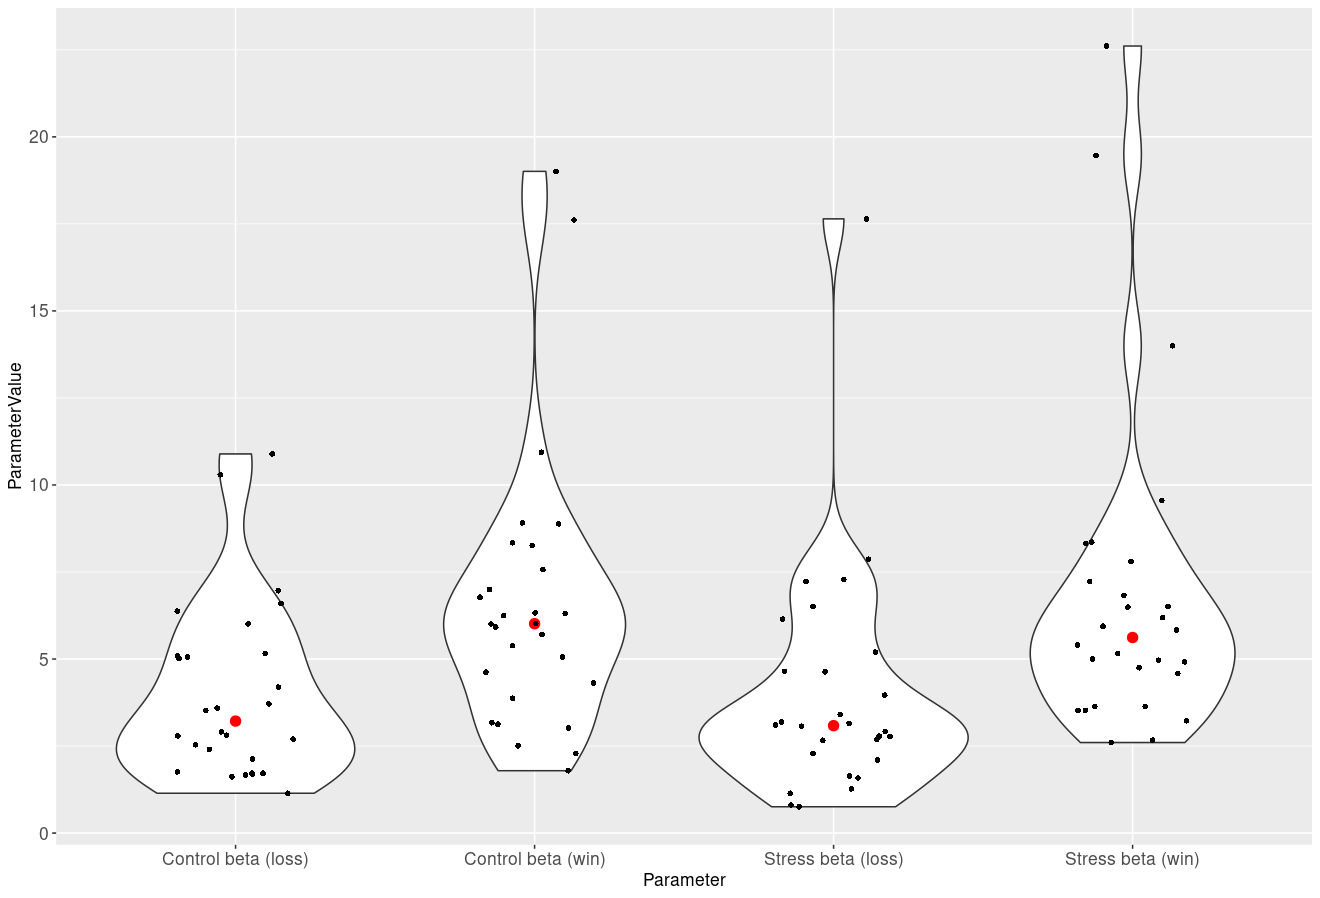 ParameterValue
20
15
10
5
0
Control beta (loss) Control beta (win) Stress beta (loss) Stress beta (win)
Parameter